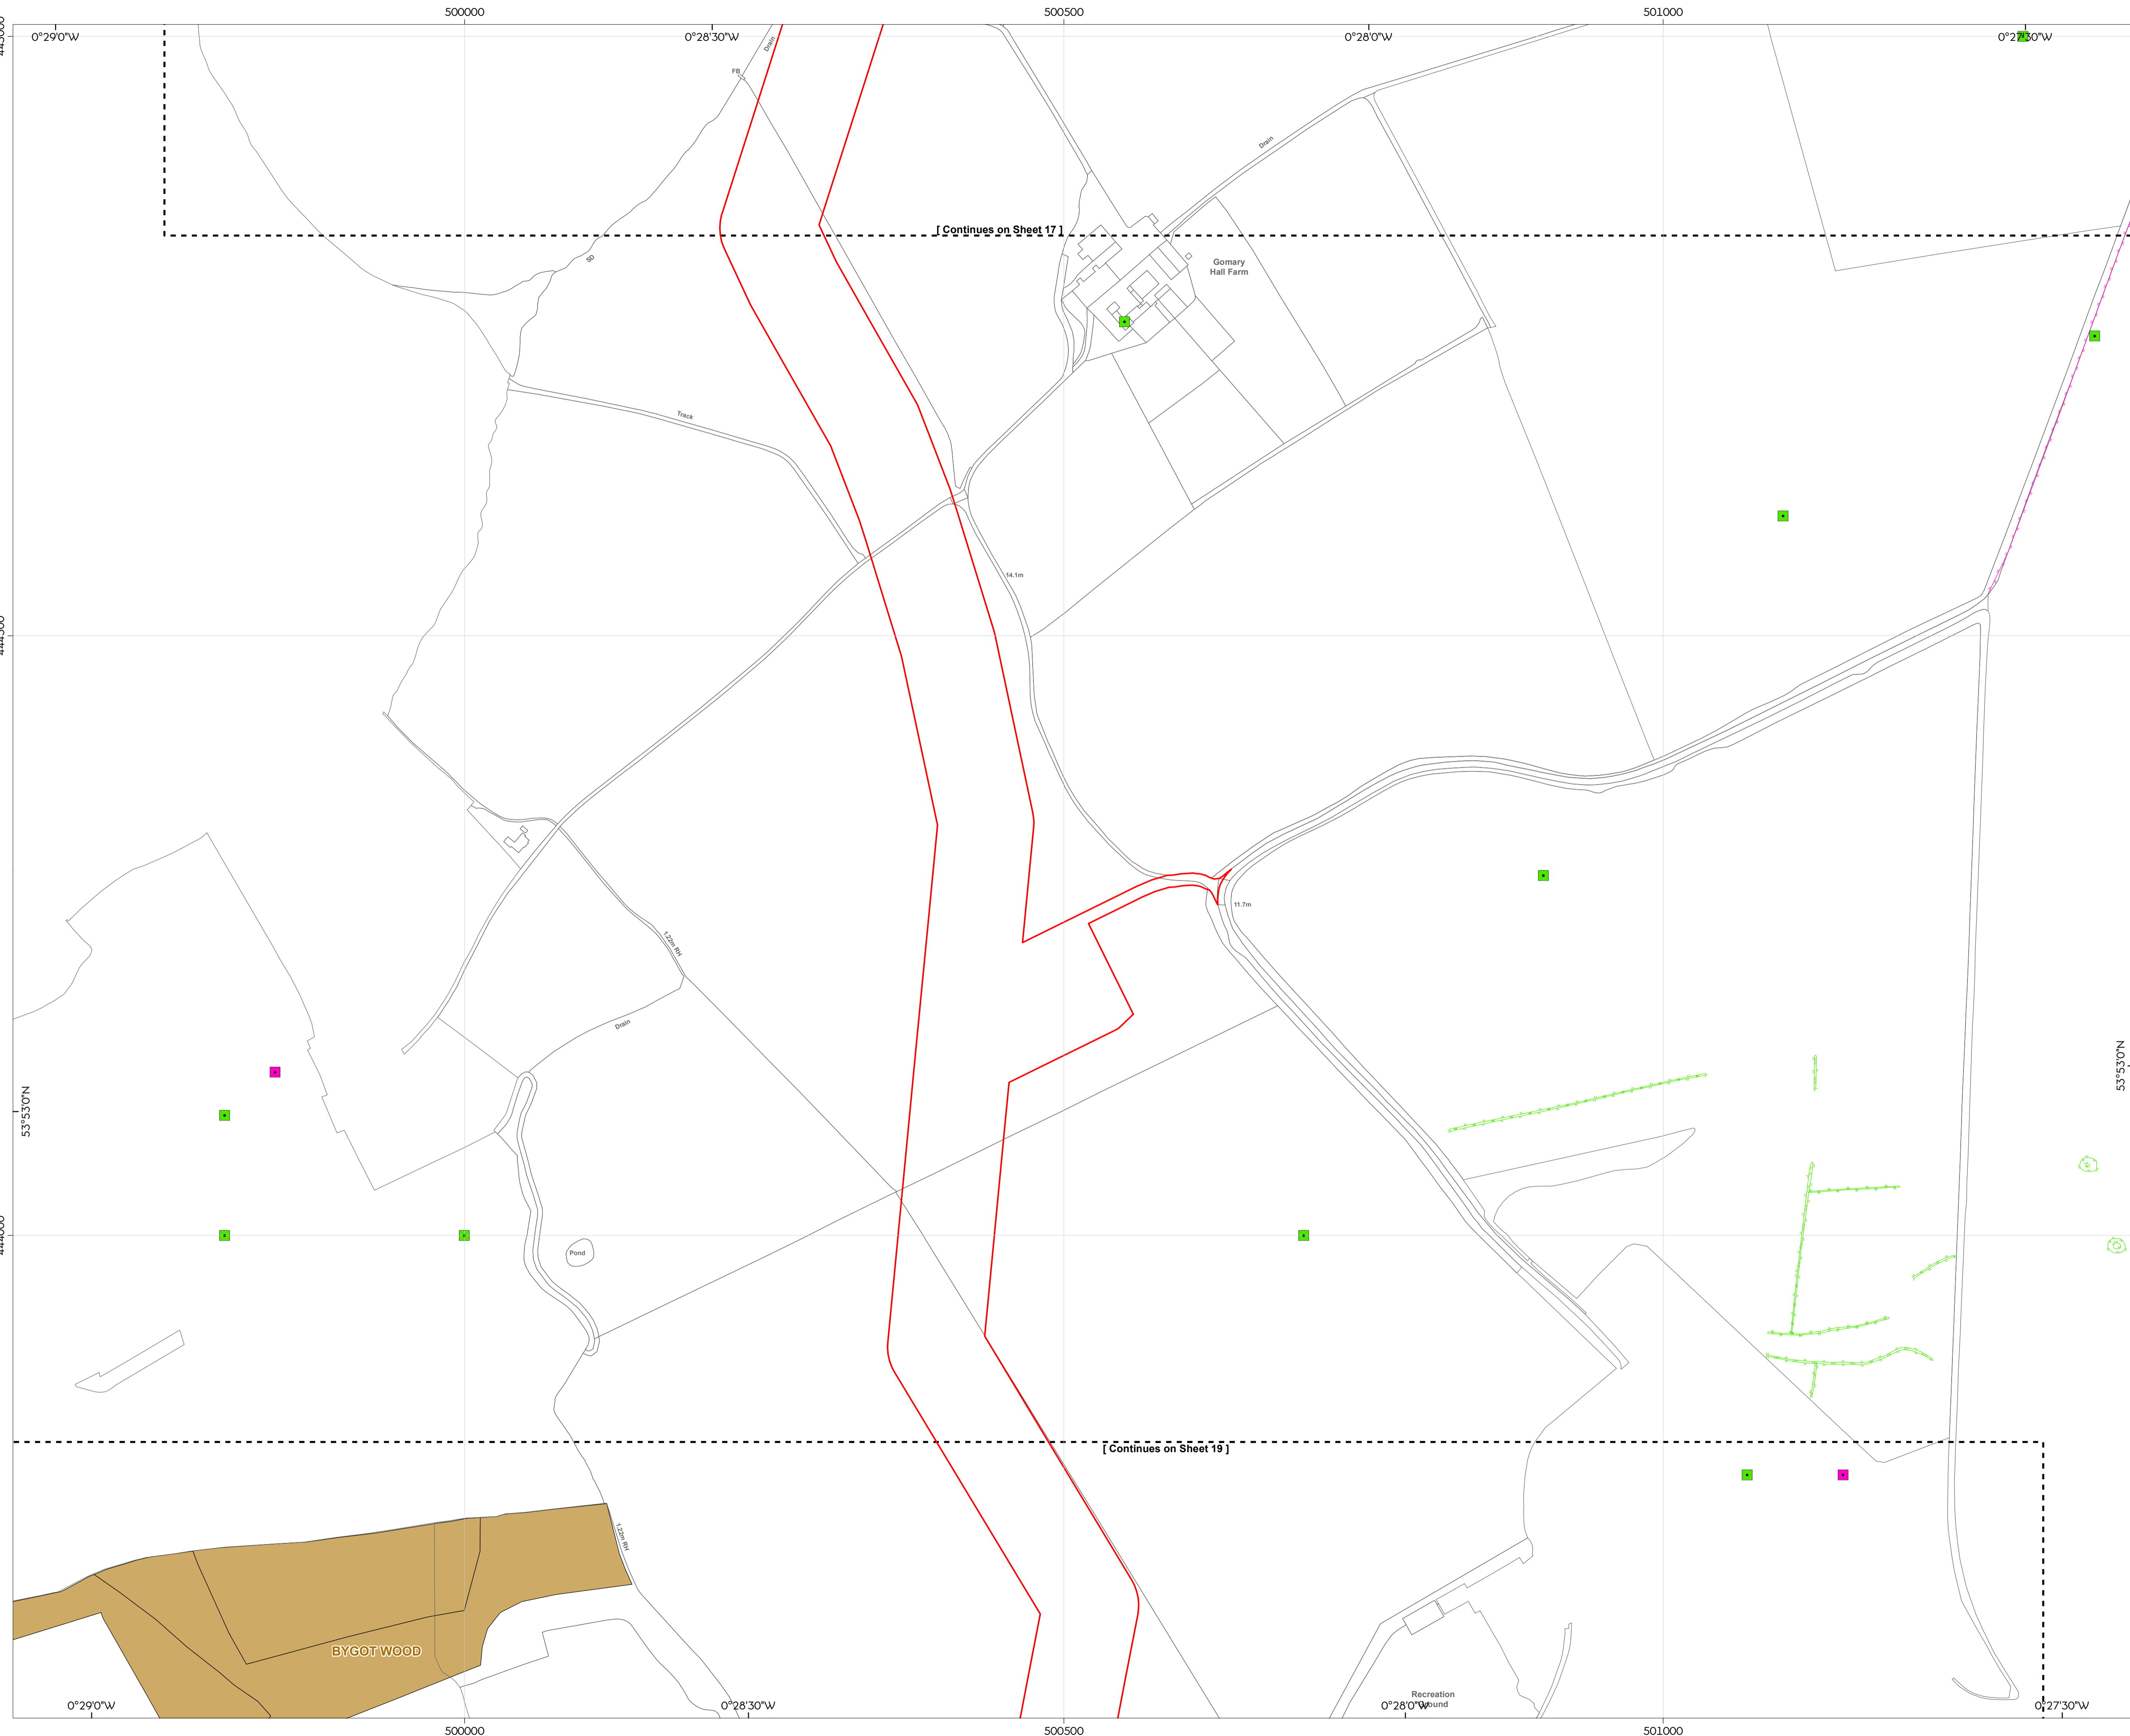 500000
500500
501000
0°29'0"W
0°28'30"W
0°28'0"W
0°27'30"W
Drain
FB
Drain
[ Continues on Sheet 17 ]
SD
Gomary
Hall Farm
Track
14.1m
11.7m
1.22m RH
Drain
53°53'0"N
53°53'0"N
Pond
[ Continues on Sheet 19 ]
1.22m RH
BYGOT WOOD
Recreation
Ground
0°29'0"W
0°28'30"W
0°28'0"W
0°27'30"W
500000
500500
501000